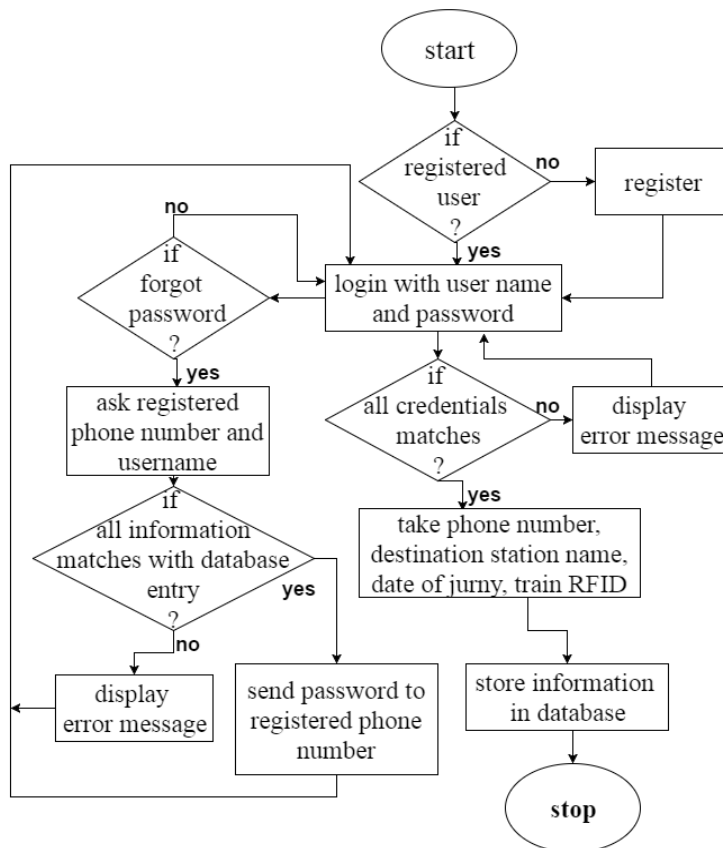 start
if
registered
user
?
no
register
yes
no
if
forgot
password
?
login with user name
and password
yes
ask registered
phone number and
username
if
all credentials
matches
?
no
display
error message
yes
if
all information
matches with database
entry
?
yes
no
take phone number,
destination station name,
date of jurny, train RFID
display
error message
send password to
registered phone
number
store information
in database
stop